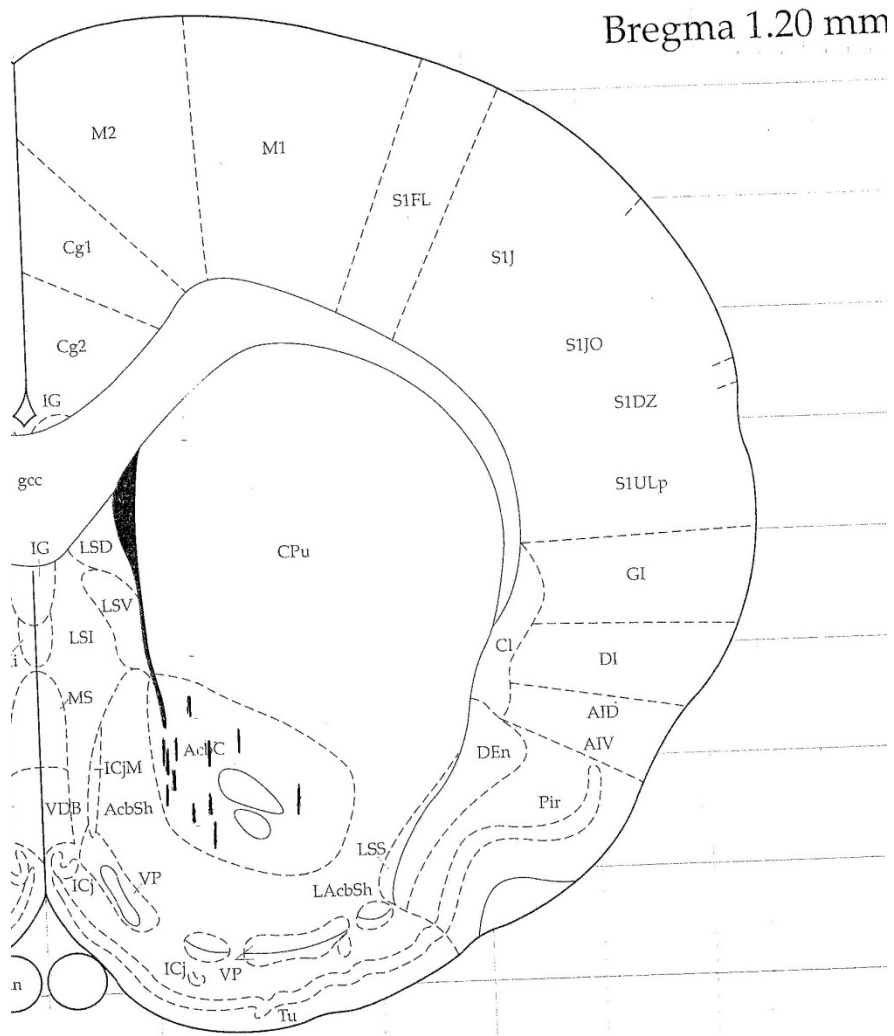 Bregma 1.20 mm
M2
M1
S1FL
Cg1
S1J
Cg2
S1JO
IG
S1DZ
gcc
S1ULp
IG
LSD
CPu
GI
LSV
LSI
Cl
DI
MS
AID
AcbC
AIV
DEn
ICjM
VDB
AcbSh
Pir
LSS
ICj
VP
LAcbSh
ICj
VP
Tu